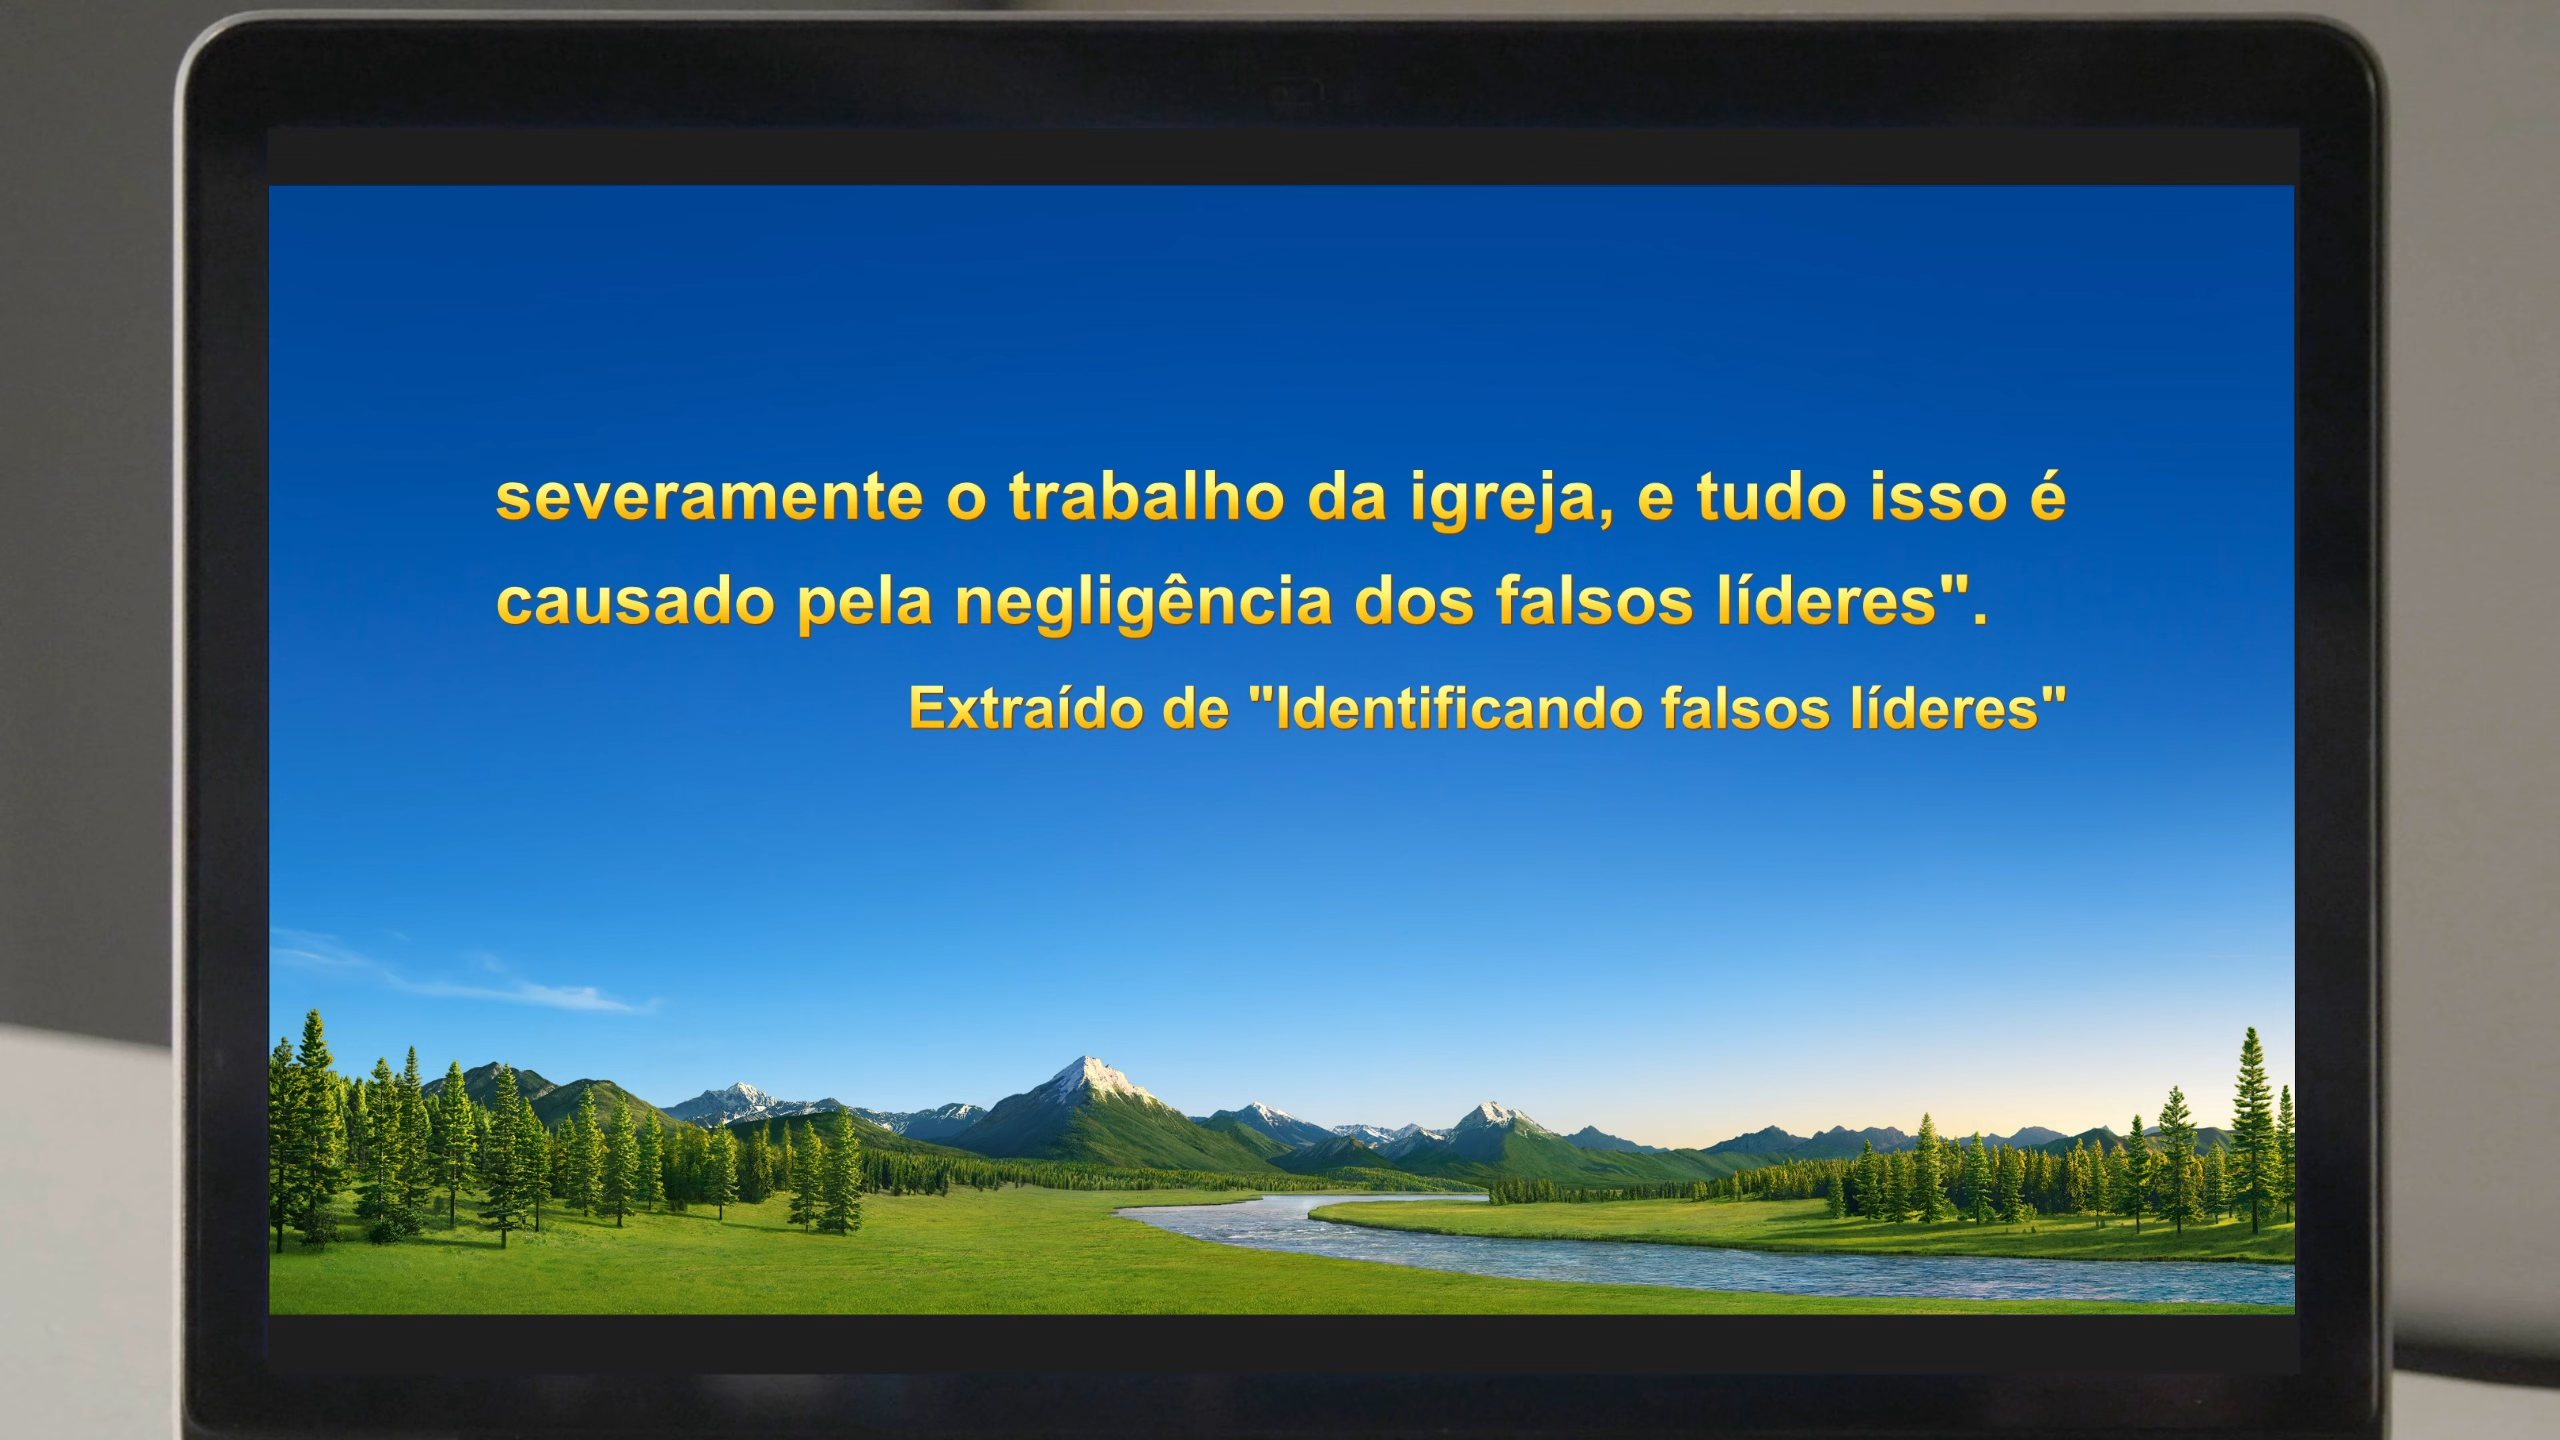 severamente o trabalho da igreja, e tudo isso é
causado pela negligência dos falsos líderes".
Extraído de "Identificando falsos líderes"